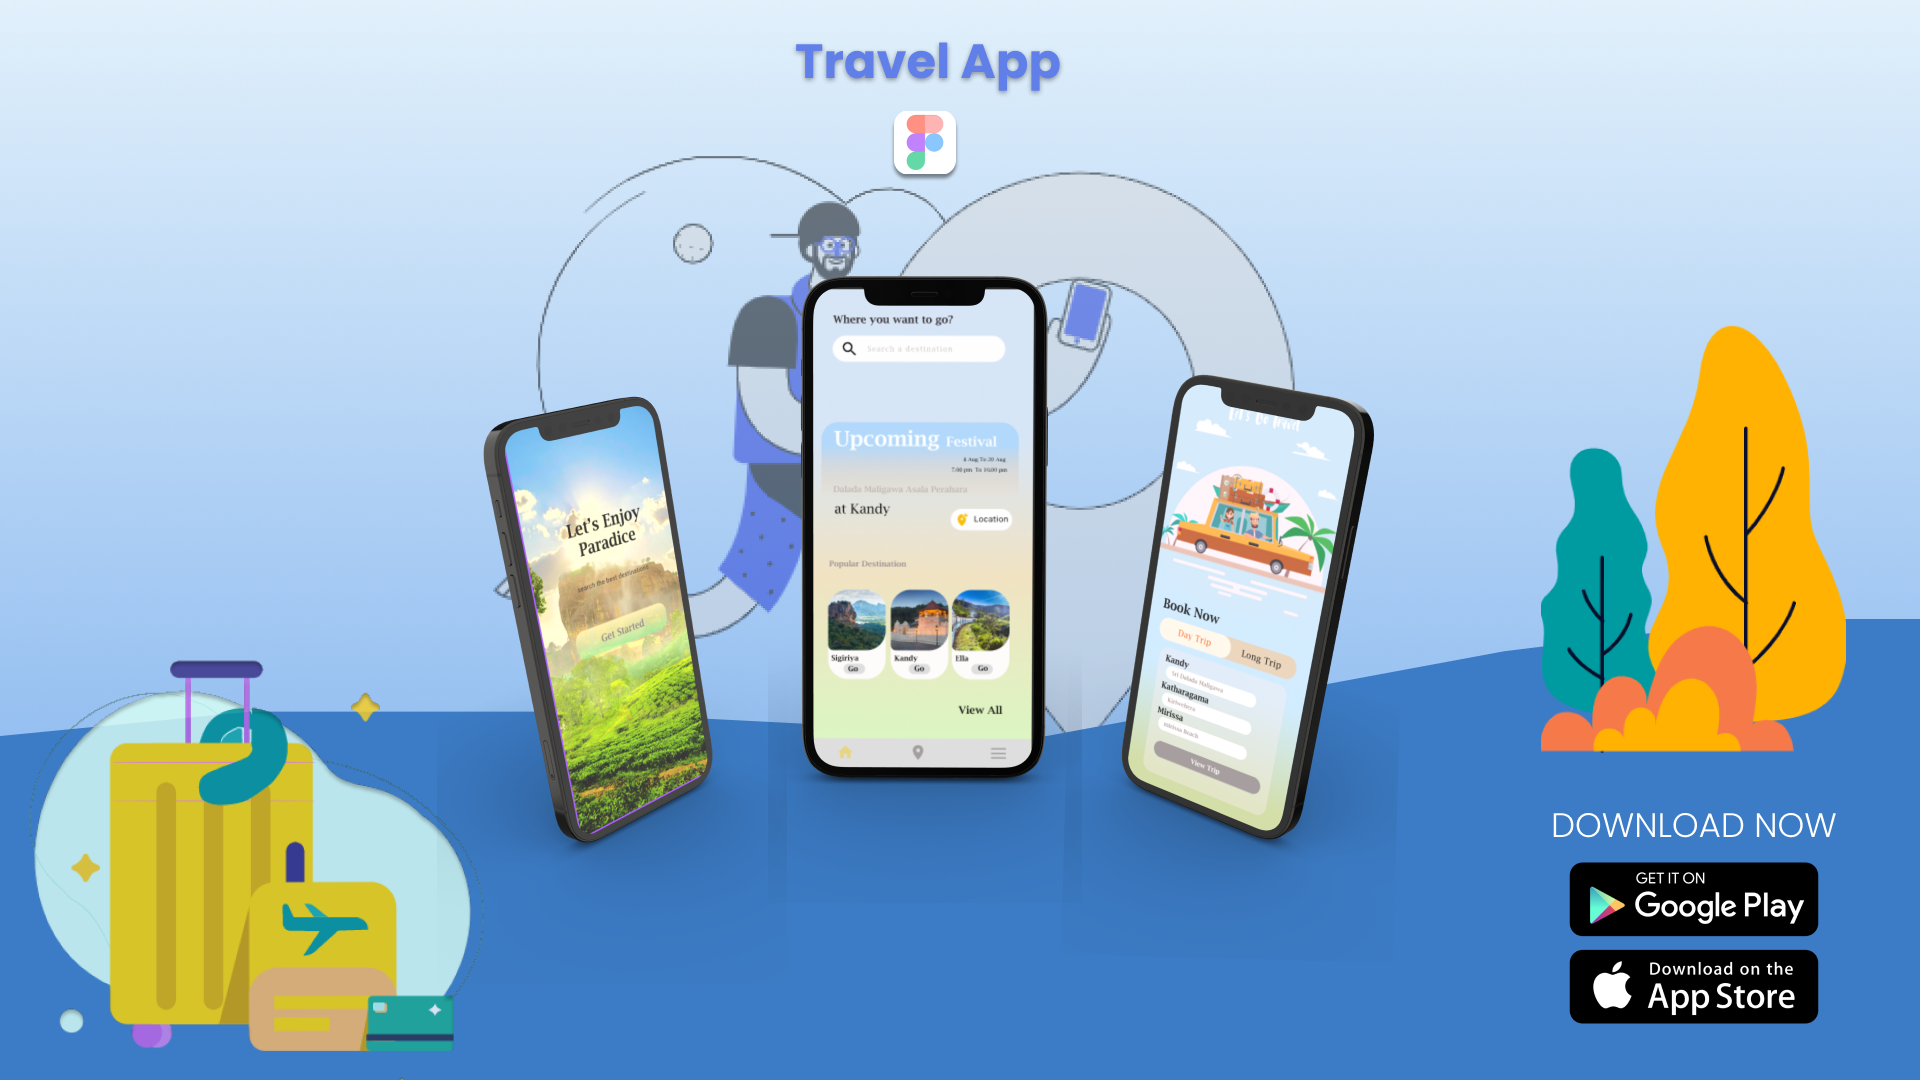 Travel App
Let's Enjoy
Paradice
search the best destinations
Get Started
Where you want to go?
Search a destination
Upcoming Festival
8 Aug To 20 Aug
7.00 pm To 10.00 pm
Dalada Maligawa Asala Perahara
at Kandy
Location
Popular Destination
Sigiriya
Go
Kandy
Go
Ella
Go
View All
Let's Go Travel
Book Now
Day Trip
Long Trip
Kandy
Sri Dalada Maligawa
Katharagama
Mirissa
mirissa Beach
View Trip
DOWNLOAD NOW
GET IT ON
Google Play
Download on the
App Store